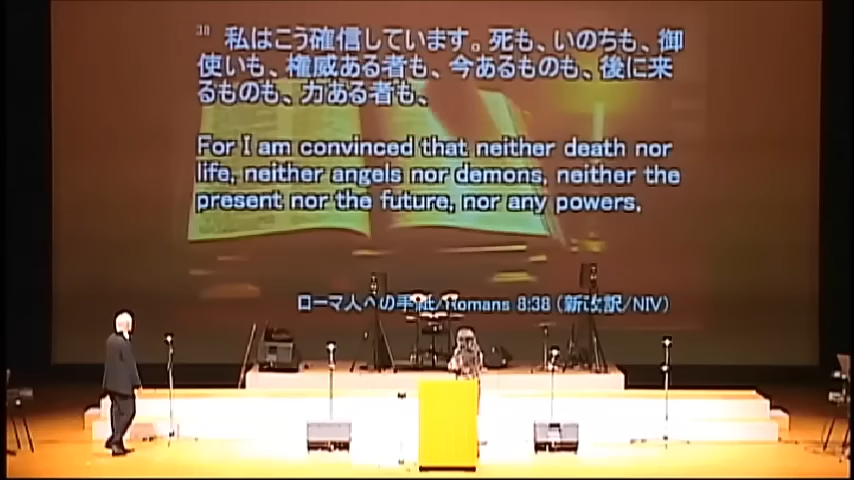 38 私はこう確信しています。死も、いのちも、御
使いも、権威ある者も、今あるものも、後に来
るものも、力ある者も、
For I am convinced that neither death nor
life, neither angels nor demons, neither the
present nor the future, nor any powers,
ローマ人への手紙/Romans 8:38 (新改訳/NIV)